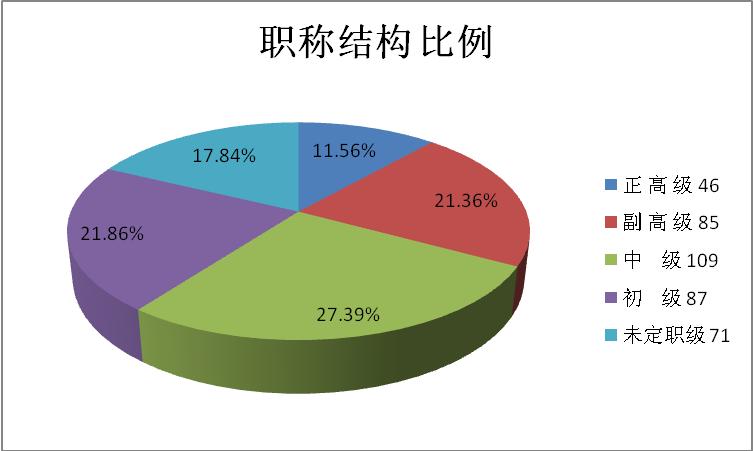 职称结构比例
11.56%
21.36%
27.39%
21.86%
17.84%
正高级 46
副高级 85
中　级 109
初　级 87
未定职级 71